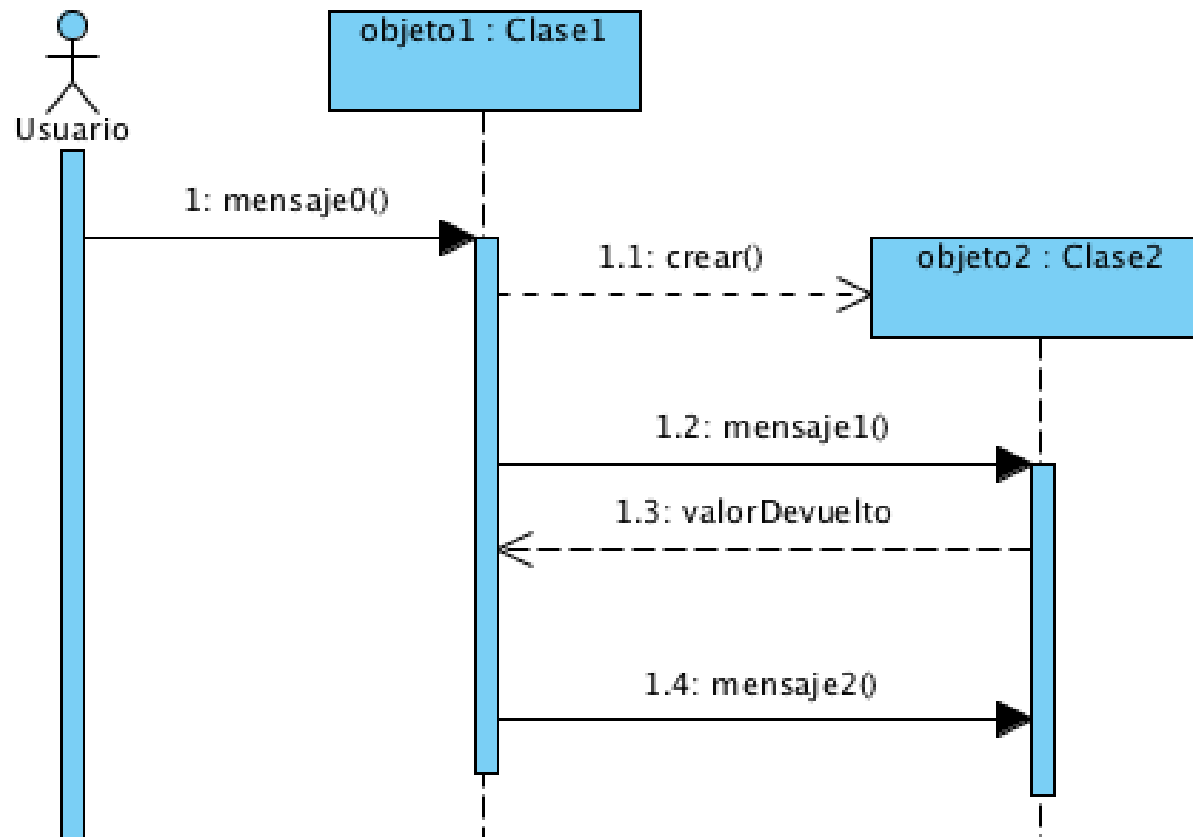 objeto1 : Clase1
Usuario
1: mensaje0()
1.1: crear()
objeto2 : Clase2
1.2: mensaje1()
1.3: valorDevuelto
1.4: mensaje2()